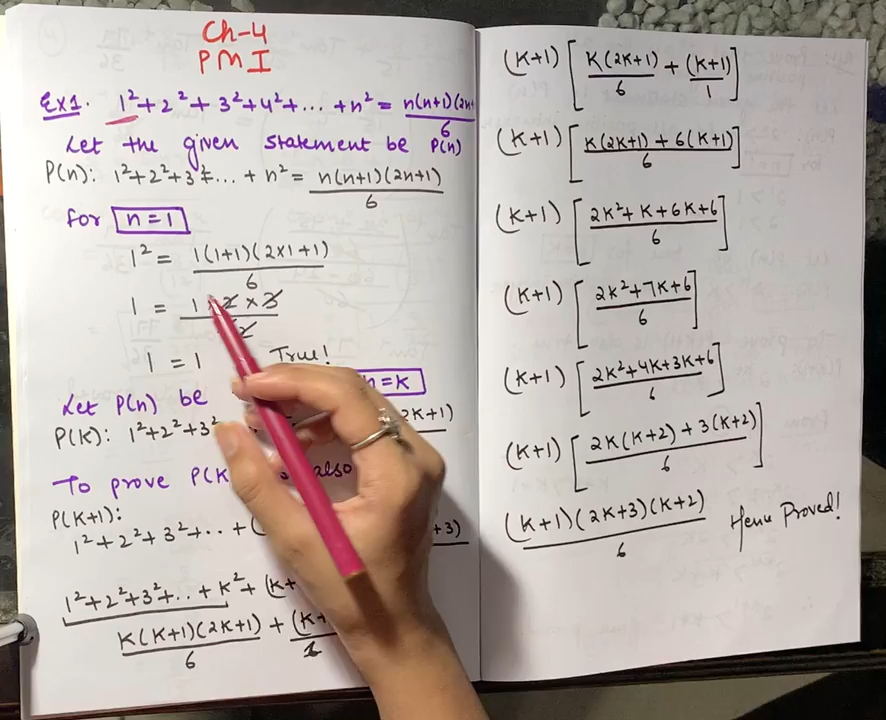 Ch-4
PMI
Ex1. 1²+2²+3²+4²+...+n² = n(n+1)(2n+
6
Let the given statement be P(n)
P(n): 1²+2²+3²+...+n² = n(n+1)(2n+1)
6
for n=1
1² = 1(1+1)(2×1+1)
6
1 = 1×2×3
1 = 1 True!
Let P(n) be n=k
P(K): 1²+2²+3² 2K+1)
To prove P(K also
P(K+1):
1²+2²+3²+..+( +3)
1²+2²+3²+..+K²+(K+
K(K+1)(2K+1) + (K+
6
(K+1) [K(2K+1)/6 + (K+1)/1]
(K+1) [K(2K+1)+6(K+1)/6]
(K+1) [2K²+K+6K+6/6]
(K+1) [2K²+7K+6/6]
(K+1) [2K²+4K+3K+6/6]
(K+1) [2K(K+2)+3(K+2)/6]
(K+1)(2K+3)(K+2) Henu Proved!
6